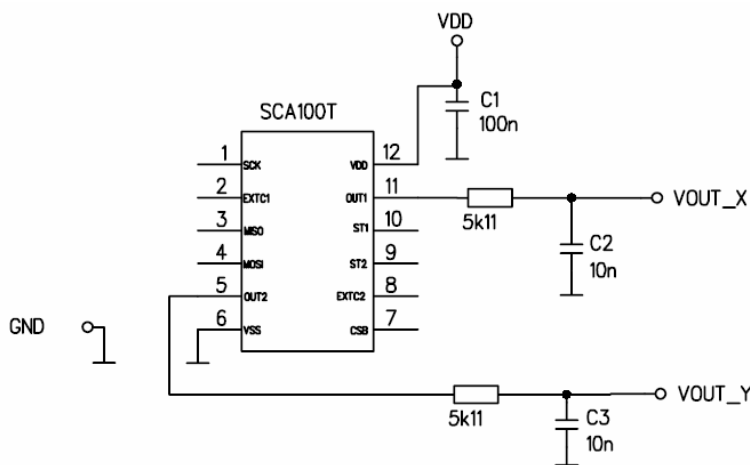 VDD
C1
100n
SCA100T
1
SCK
VDD
12
2
EXTC1
OUT1
11
VOUT_X
5k11
3
MISO
ST1
10
C2
10n
4
MOSI
ST2
9
5
OUT2
EXTC2
8
GND
6
VSS
CSB
7
VOUT_Y
5k11
C3
10n